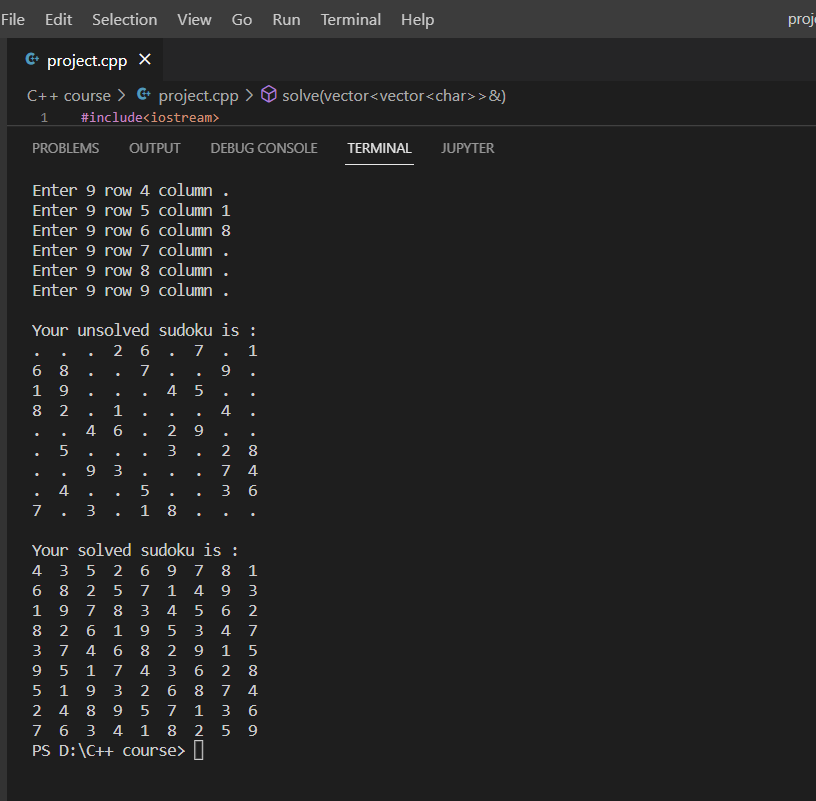 File Edit Selection View Go Run Terminal Help proje
project.cpp
C++ course > project.cpp > solve(vector<vector<char>>&)
1 #include<iostream>
PROBLEMS OUTPUT DEBUG CONSOLE TERMINAL JUPYTER
Enter 9 row 4 column .
Enter 9 row 5 column 1
Enter 9 row 6 column 8
Enter 9 row 7 column .
Enter 9 row 8 column .
Enter 9 row 9 column .
Your unsolved sudoku is :
. . . 2 6 . 7 . 1
6 8 . . 7 . . 9 .
1 9 . . . 4 5 . .
8 2 . 1 . . . 4 .
. . 4 6 . 2 9 . .
. 5 . . . 3 . 2 8
. . 9 3 . . . 7 4
. 4 . . 5 . . 3 6
7 . 3 . 1 8 . . .
Your solved sudoku is :
4 3 5 2 6 9 7 8 1
6 8 2 5 7 1 4 9 3
1 9 7 8 3 4 5 6 2
8 2 6 1 9 5 3 4 7
3 7 4 6 8 2 9 1 5
9 5 1 7 4 3 6 2 8
5 1 9 3 2 6 8 7 4
2 4 8 9 5 7 1 3 6
7 6 3 4 1 8 2 5 9
PS D:\C++ course>